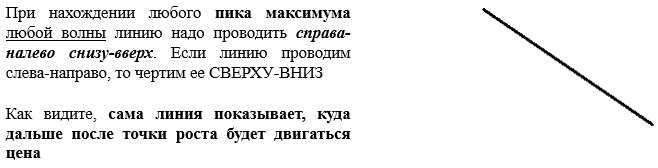 При нахождении любого пика максимума
любой волны линию надо проводить справа-
налево снизу-вверх. Если линию проводим
слева-направо, то чертим ее СВЕРХУ-ВНИЗ
Как видите, сама линия показывает, куда
дальше после точки роста будет двигаться
цена